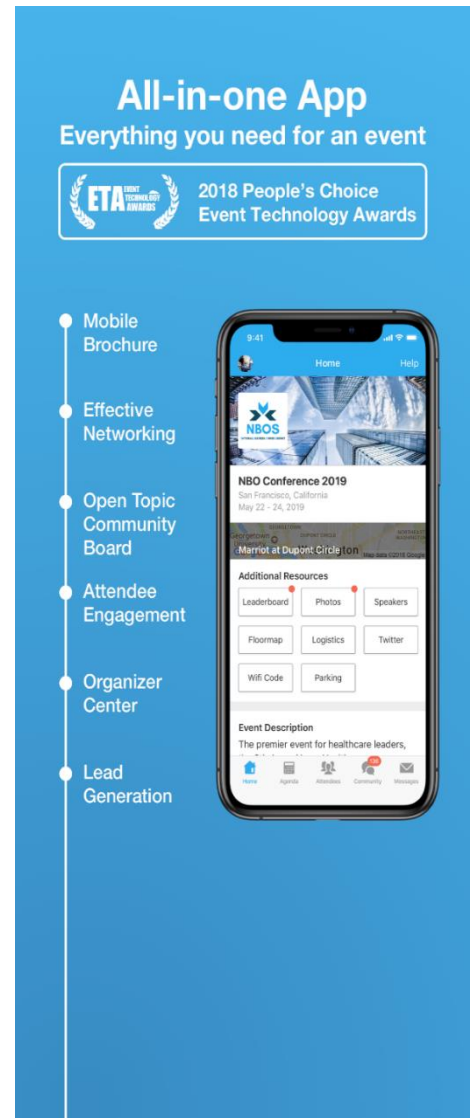 All-in-one App
Everything you need for an event
ETA EVENT
TECHNOLOGY
AWARDS
2018 People's Choice
Event Technology Awards
Mobile
Brochure
Effective
Networking
Open Topic
Community
Board
Attendee
Engagement
Organizer
Center
Lead
Generation
9:41
Home
Help
NBOS
NBO Conference 2019
San Francisco, California
May 22 - 24, 2019
Marriot at Dupont Circle
Map data ©2018 Google
Additional Resources
Leaderboard
Photos
Speakers
Floormap
Logistics
Twitter
Wifi Code
Parking
Event Description
The premier event for healthcare leaders,
Home
Agenda
Attendees
Community
Messages